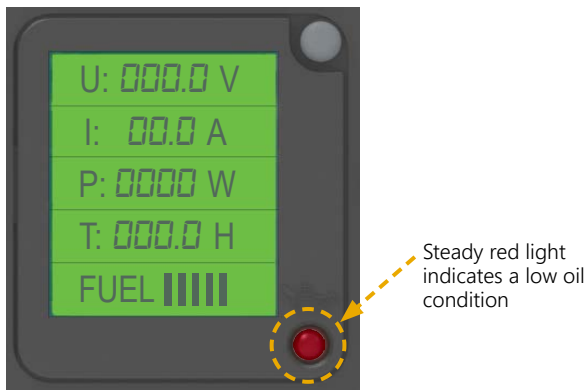 U: 000.0 V
I: 00.0 A
P: 0000 W
T: 000.0 H
FUEL
Steady red light
indicates a low oil
condition